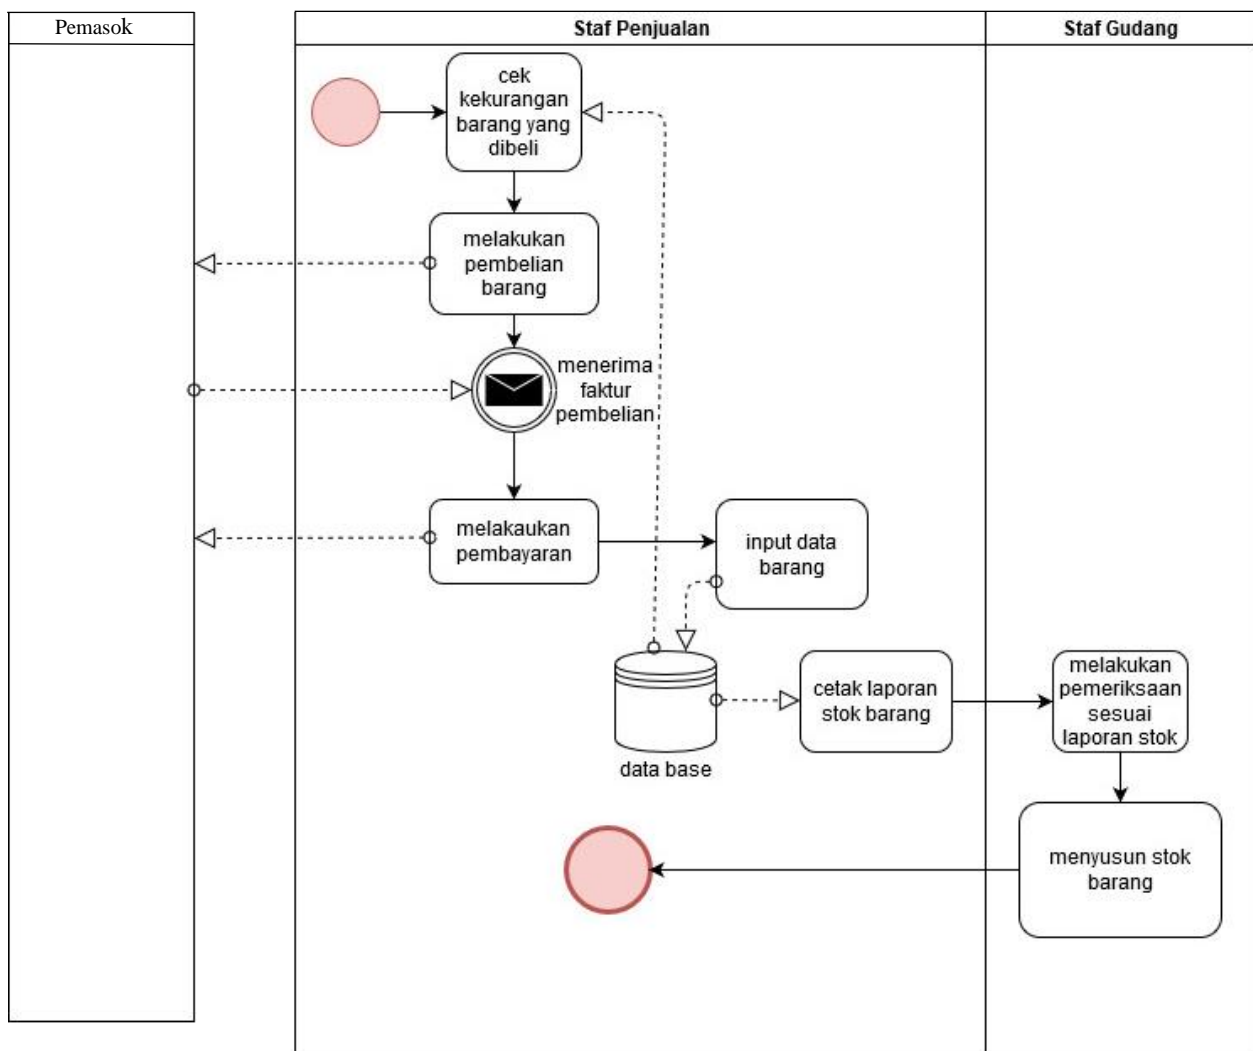 Pemasok
Staf Penjualan
Staf Gudang
cek
kekurangan
barang yang
dibeli
melakukan
pembelian
barang
menerima
faktur
pembelian
melakaukan
pembayaran
input data
barang
data base
cetak laporan
stok barang
melakukan
pemeriksaan
sesuai
laporan stok
menyusun stok
barang